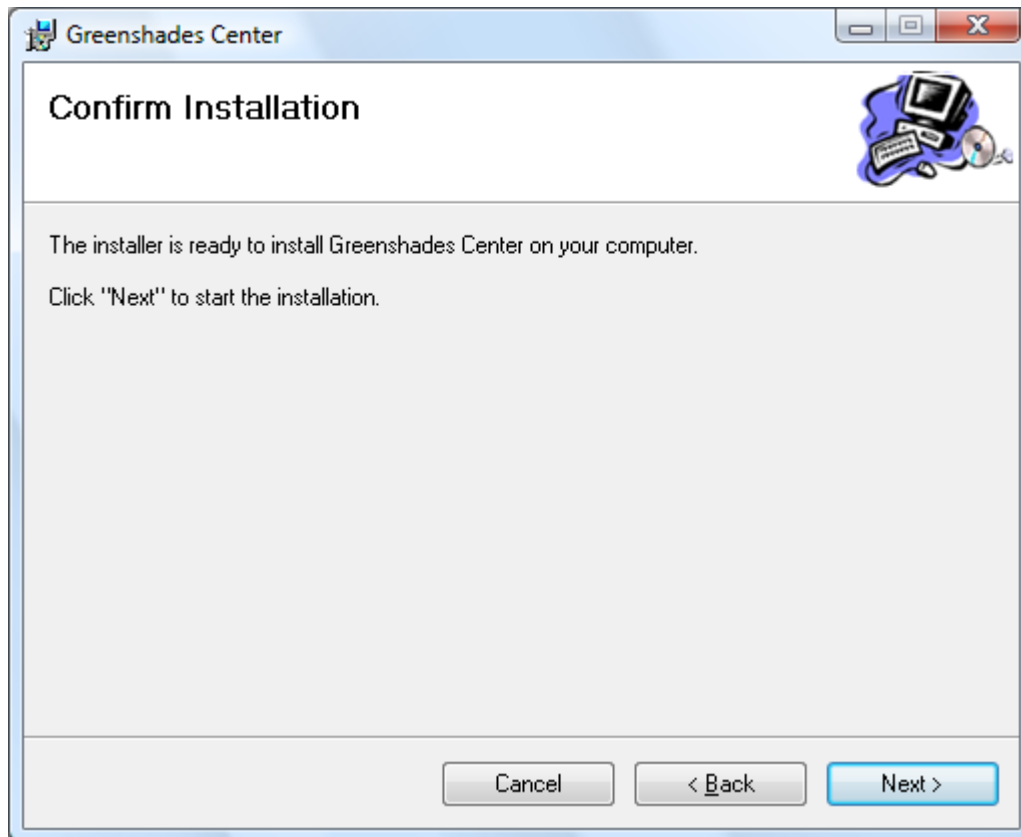 Greenshades Center
Confirm Installation
The installer is ready to install Greenshades Center on your computer.
Click "Next" to start the installation.
Cancel
< Back
Next >